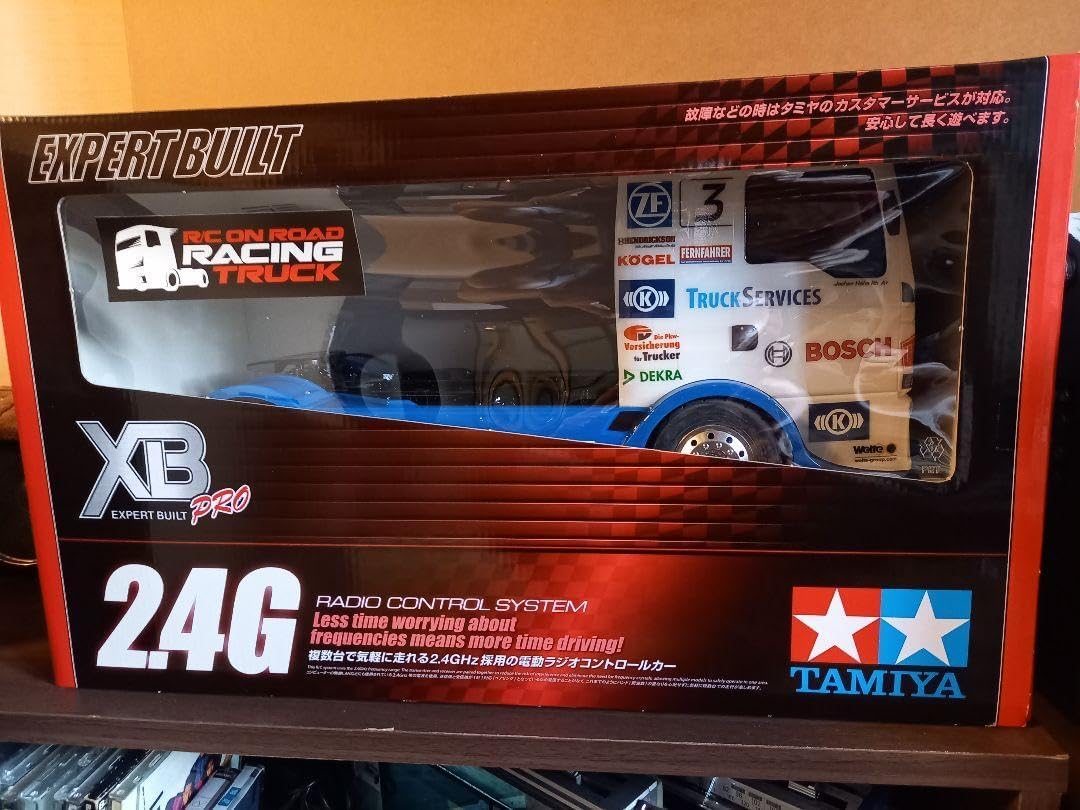 EXPERT BUILT
故障などの時はタミヤのカスタマーサービスが対応。
安心して長く遊べます。
R/C ON ROAD
RACING
TRUCK
ZF
3
HENDRICKSON
KÖGEL
FERNFAHRER
K
TRUCKSERVICES
Die Pkw-
Versicherung
für Trucker
DEKRA
BOSCH
K
Wolfe
XB
PRO
EXPERT BUILT
2.4G
RADIO CONTROL SYSTEM
Less time worrying about
frequencies means more time driving!
複数台で気軽に走れる2.4GHz採用の電動ラジオコントロールカー
TAMIYA